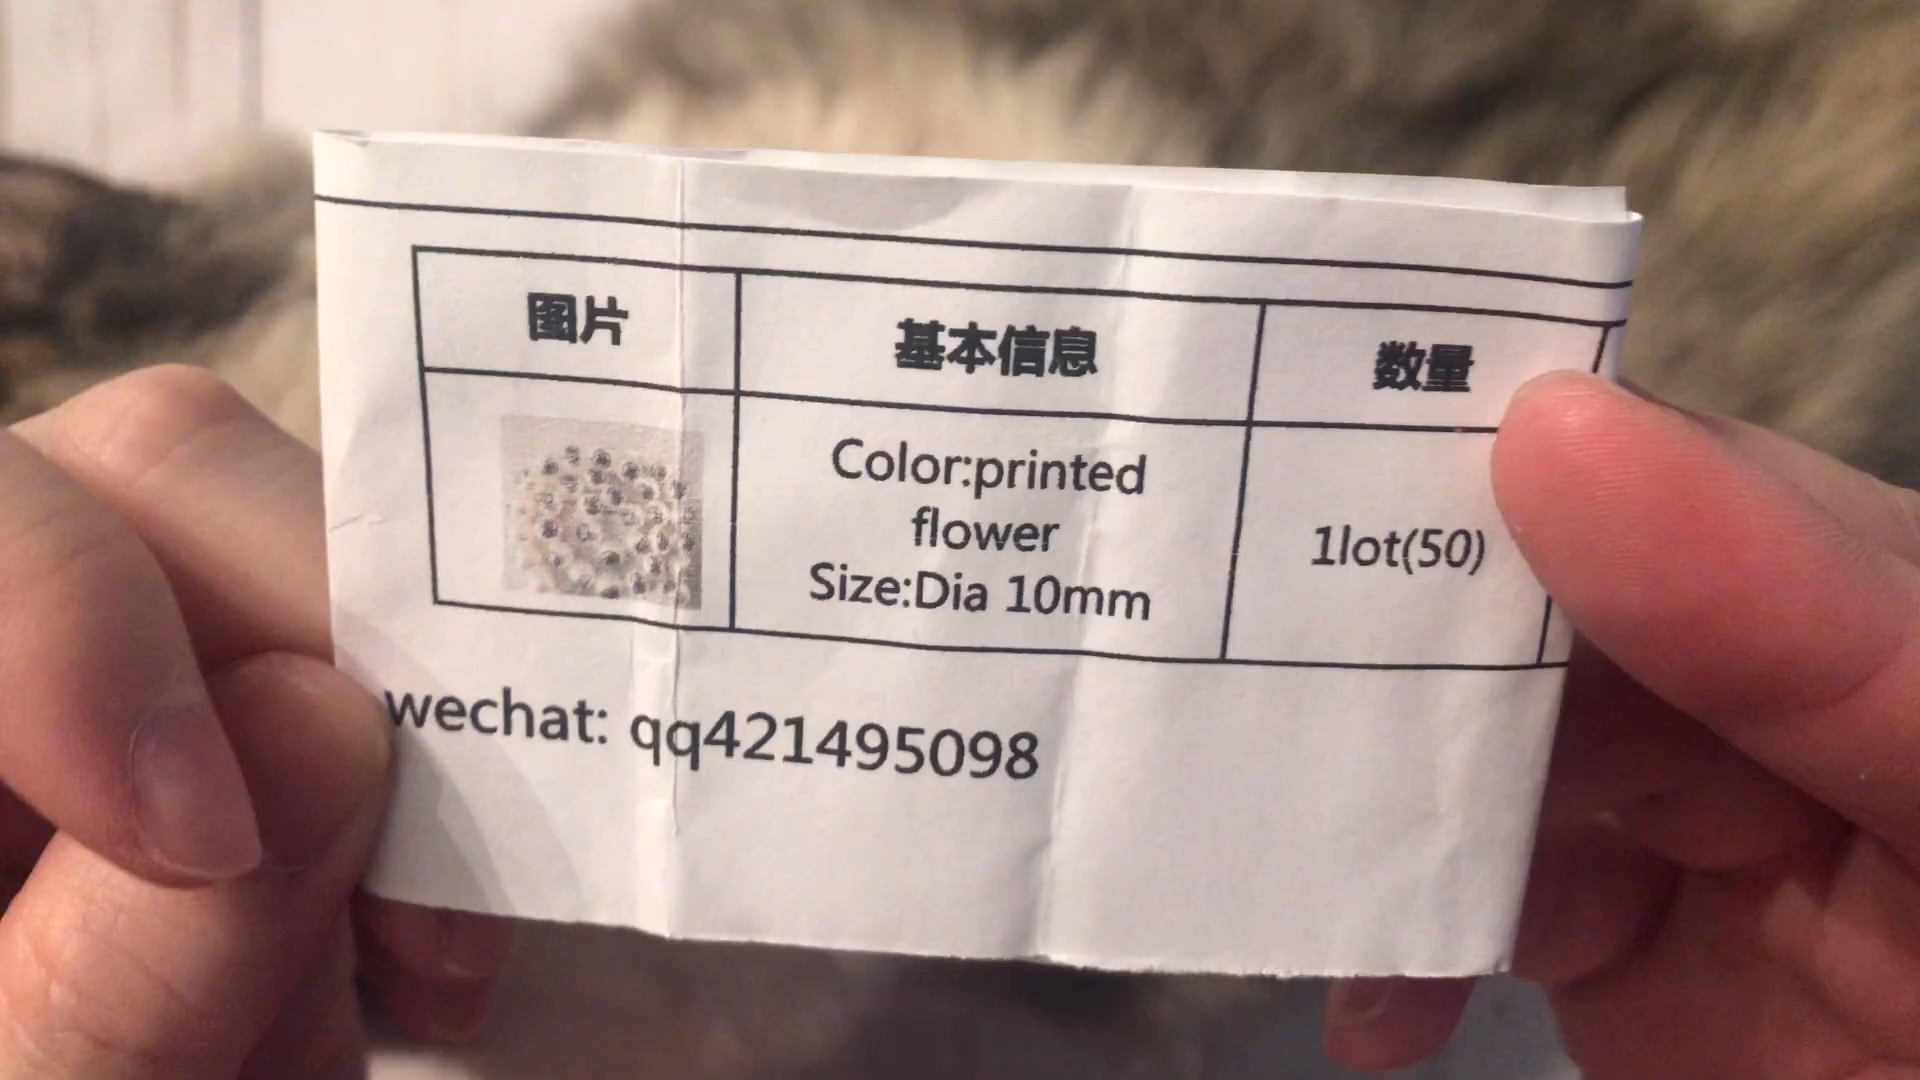 图片 基本信息 数量
Color:printed
flower
Size:Dia 10mm
1lot(50)
wechat: qq421495098